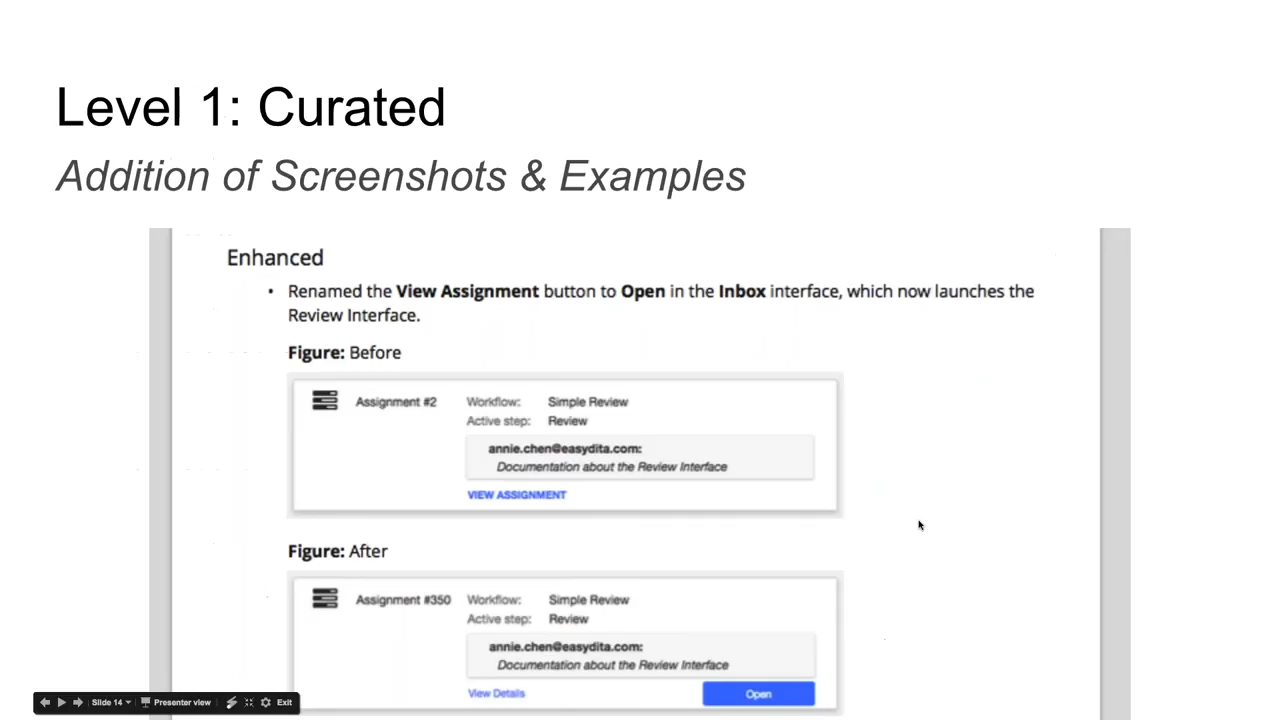 Level 1: Curated
Addition of Screenshots & Examples
Enhanced
• Renamed the View Assignment button to Open in the Inbox interface, which now launches the
Review Interface.
Figure: Before
Assignment #2 Workflow: Simple Review
Active step: Review
annie.chen@easydita.com:
Documentation about the Review Interface
VIEW ASSIGNMENT
Figure: After
Assignment #350 Workflow: Simple Review
Active step: Review
annie.chen@easydita.com:
Documentation about the Review Interface
View Details Open
Slide 14 Presenter view Exit